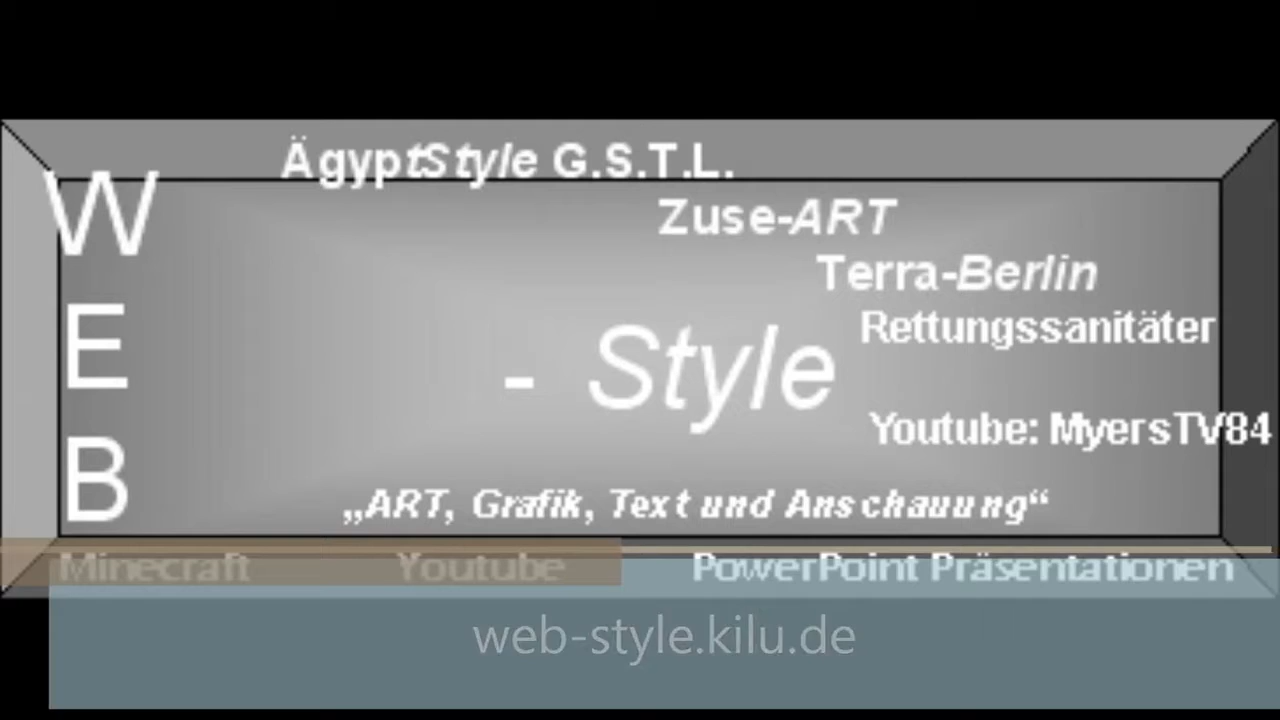 ÄgyptStyle G.S.T.L.
Zuse-ART
Terra-Berlin
Rettungssanitäter
WEB - Style
Youtube: MyersTV84
„ART, Grafik, Text und Anschauung“
Minecraft Youtube PowerPoint Präsentationen
web-style.kilu.de